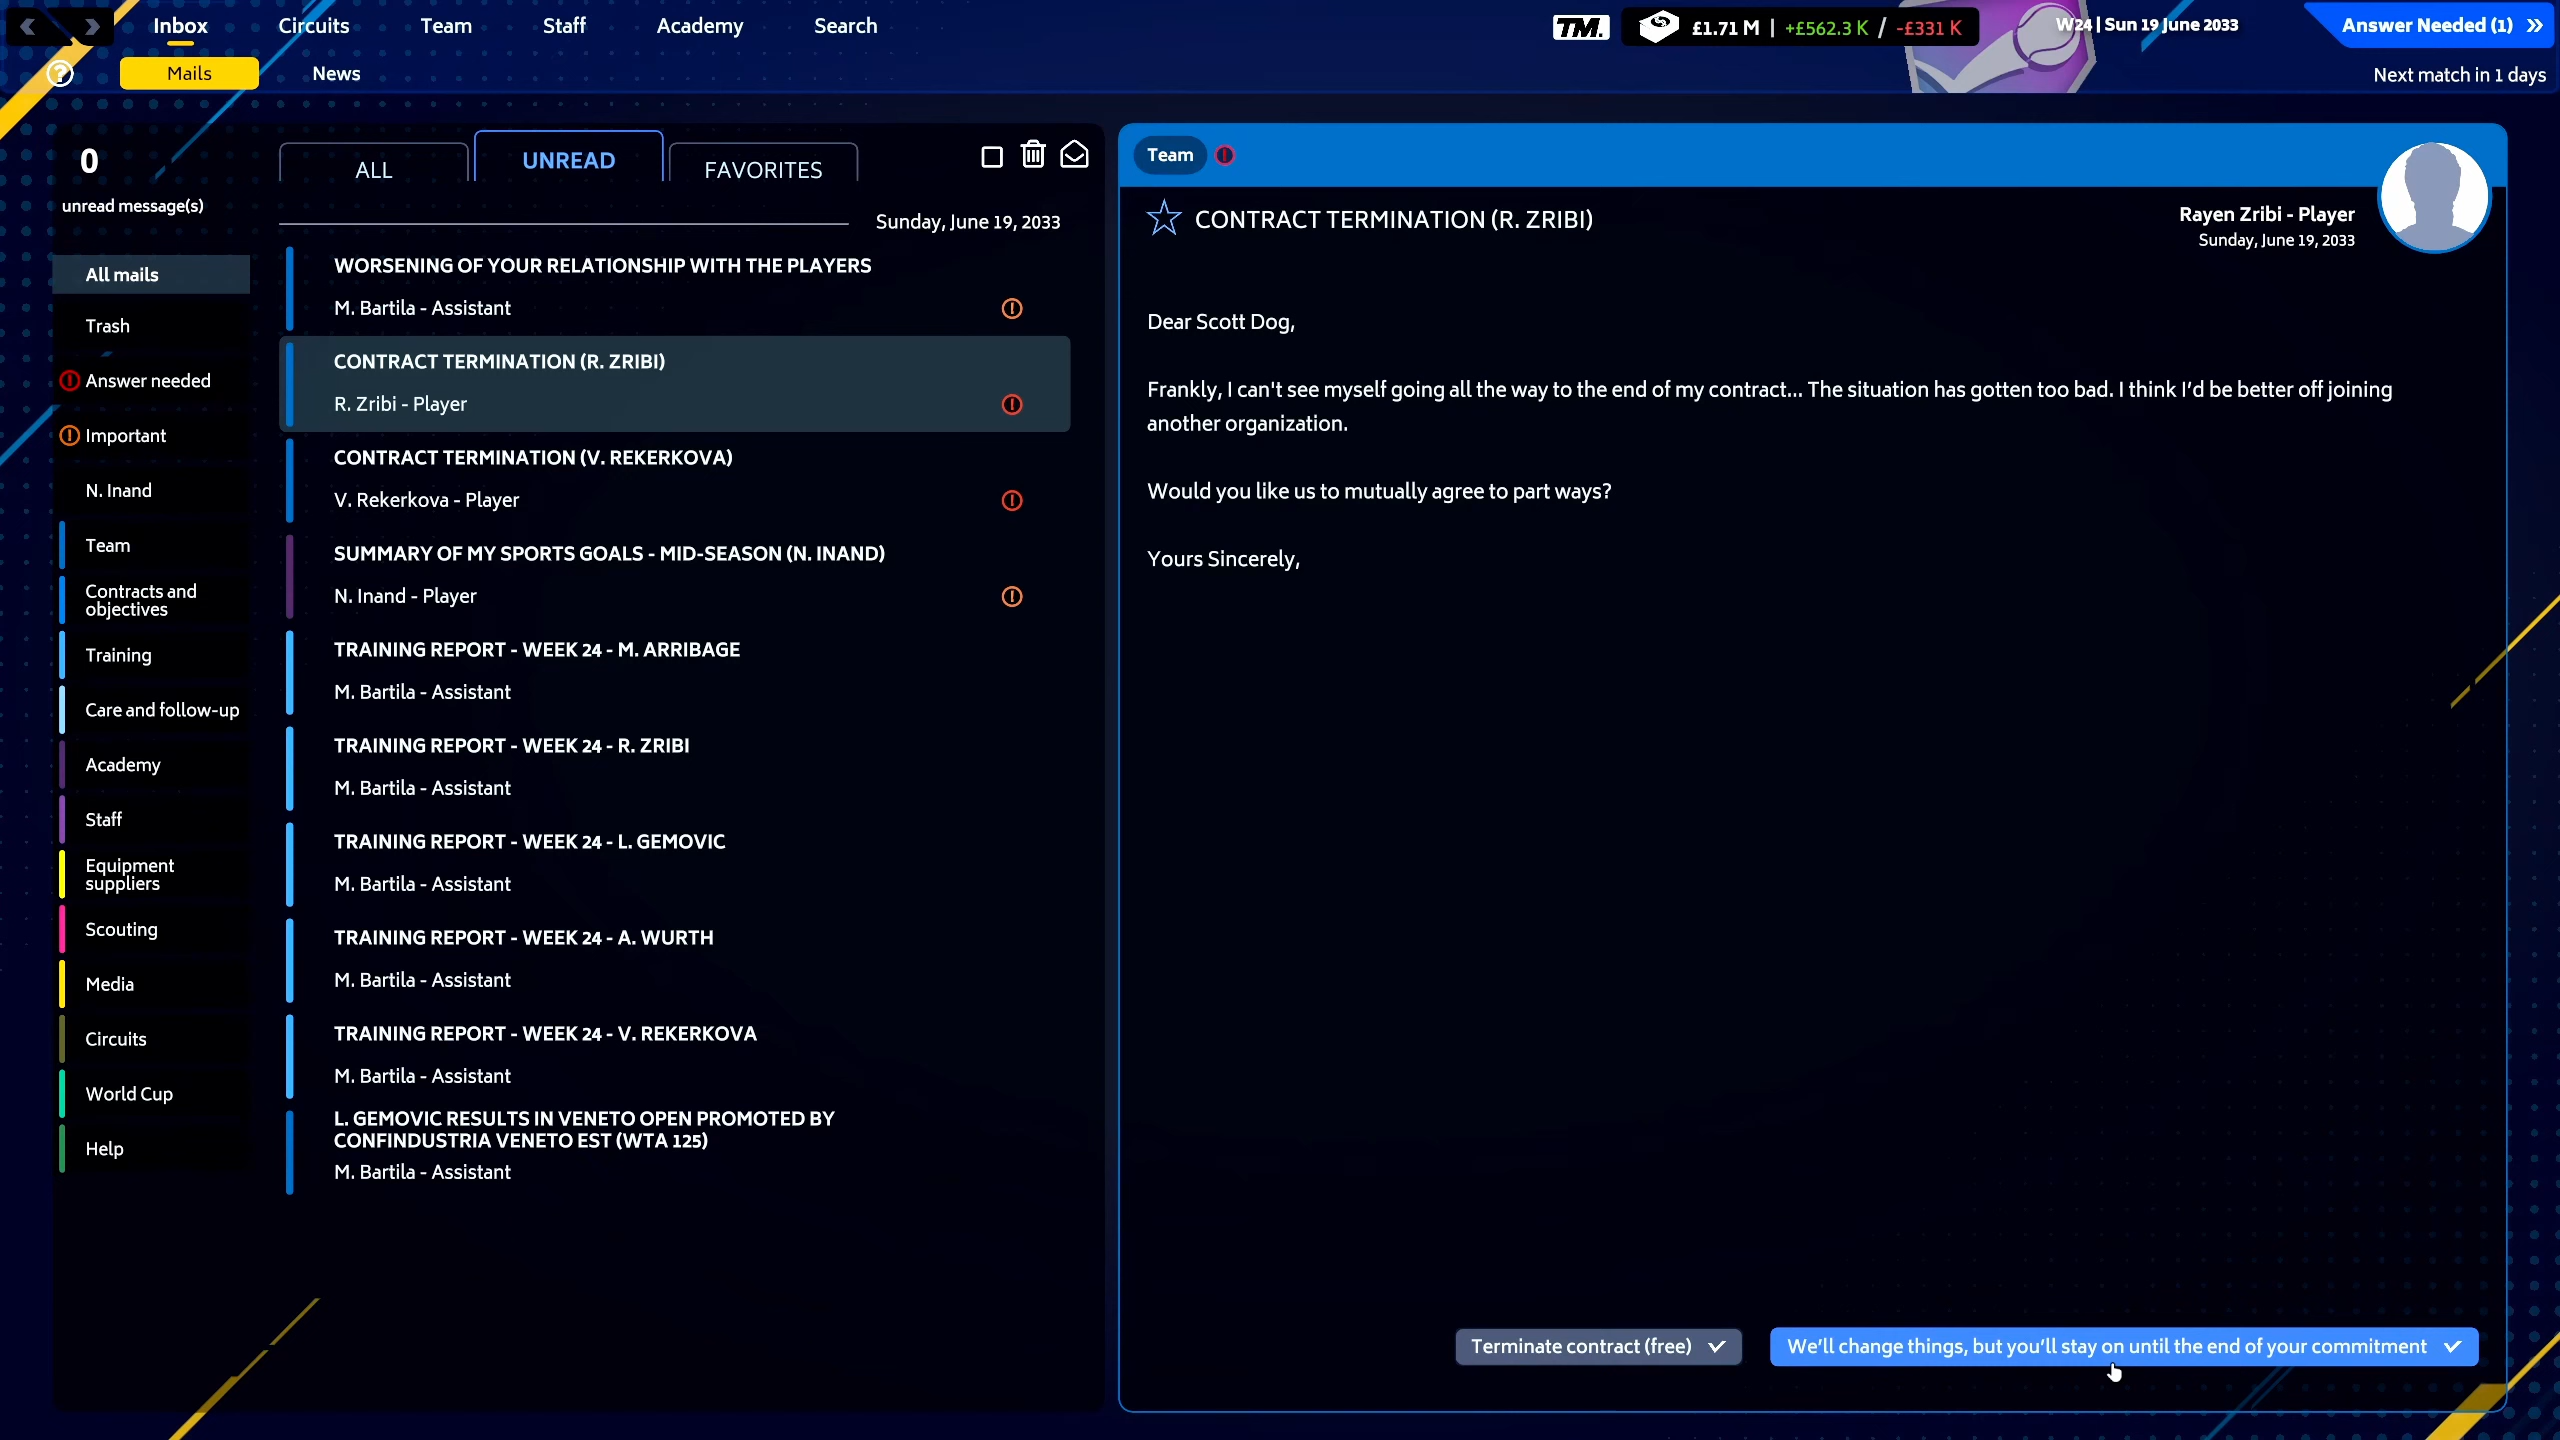 Inbox
Circuits
Team
Staff
Academy
Search
TM.
£1.71 M | +£562.3 K / -£331 K
W24 | Sun 19 June 2033
Answer Needed (1)
Mails
News
Next match in 1 days
0
unread message(s)
ALL
UNREAD
FAVORITES
Sunday, June 19, 2033
All mails
Trash
Answer needed
Important
N. Inand
Team
Contracts and
objectives
Training
Care and follow-up
Academy
Staff
Equipment
suppliers
Scouting
Media
Circuits
World Cup
Help
WORSENING OF YOUR RELATIONSHIP WITH THE PLAYERS
M. Bartila - Assistant
CONTRACT TERMINATION (R. ZRIBI)
R. Zribi - Player
CONTRACT TERMINATION (V. REKERKOVA)
V. Rekerkova - Player
SUMMARY OF MY SPORTS GOALS - MID-SEASON (N. INAND)
N. Inand - Player
TRAINING REPORT - WEEK 24 - M. ARRIBAGE
M. Bartila - Assistant
TRAINING REPORT - WEEK 24 - R. ZRIBI
M. Bartila - Assistant
TRAINING REPORT - WEEK 24 - L. GEMOVIC
M. Bartila - Assistant
TRAINING REPORT - WEEK 24 - A. WURTH
M. Bartila - Assistant
TRAINING REPORT - WEEK 24 - V. REKERKOVA
M. Bartila - Assistant
L. GEMOVIC RESULTS IN VENETO OPEN PROMOTED BY
CONFINDUSTRIA VENETO EST (WTA 125)
M. Bartila - Assistant
Team
CONTRACT TERMINATION (R. ZRIBI)
Rayen Zribi - Player
Sunday, June 19, 2033
Dear Scott Dog,
Frankly, I can't see myself going all the way to the end of my contract... The situation has gotten too bad. I think I'd be better off joining
another organization.
Would you like us to mutually agree to part ways?
Yours Sincerely,
Terminate contract (free)
We'll change things, but you'll stay on until the end of your commitment